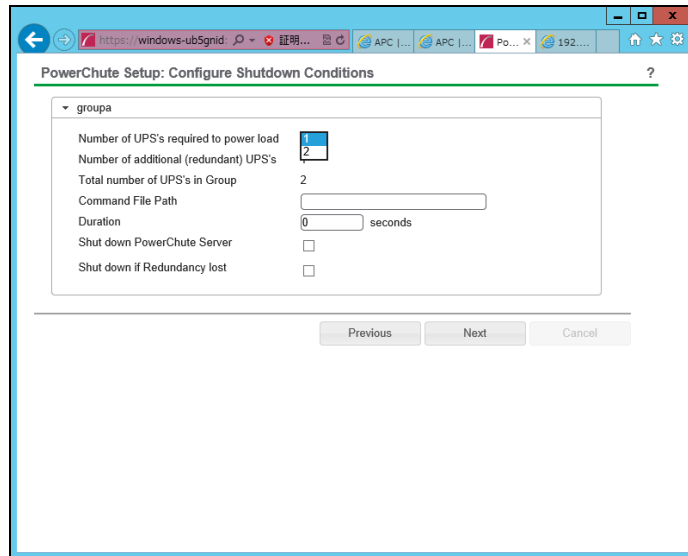 https://windows-ub5gnid: 証明...
APC |...
APC |...
Po...
192....
PowerChute Setup: Configure Shutdown Conditions ?
groupa
Number of UPS's required to power load 1
2
Number of additional (redundant) UPS's
Total number of UPS's in Group 2
Command File Path
Duration 0 seconds
Shut down PowerChute Server
Shut down if Redundancy lost
Previous Next Cancel